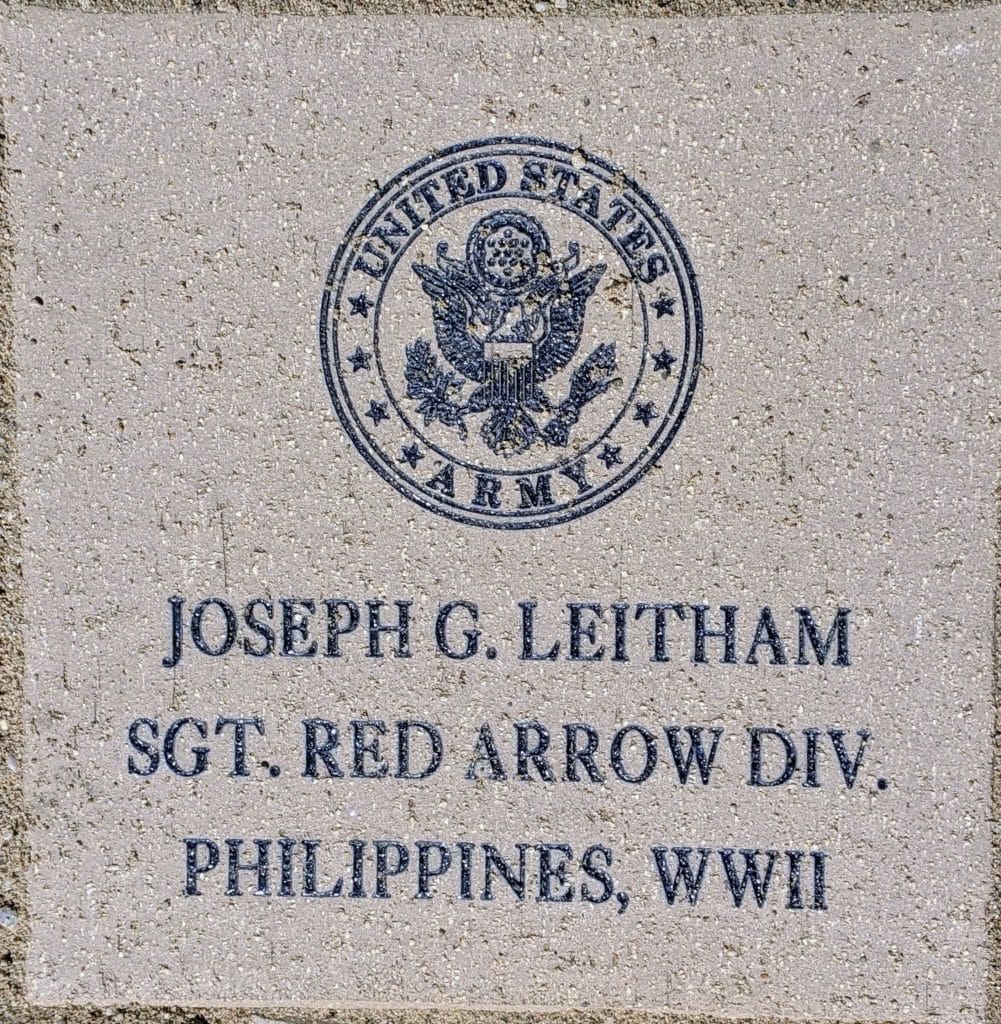 UNITED STATES
ARMY
JOSEPH G. LEITHAM
SGT. RED ARROW DIV.
PHILIPPINES, WWII